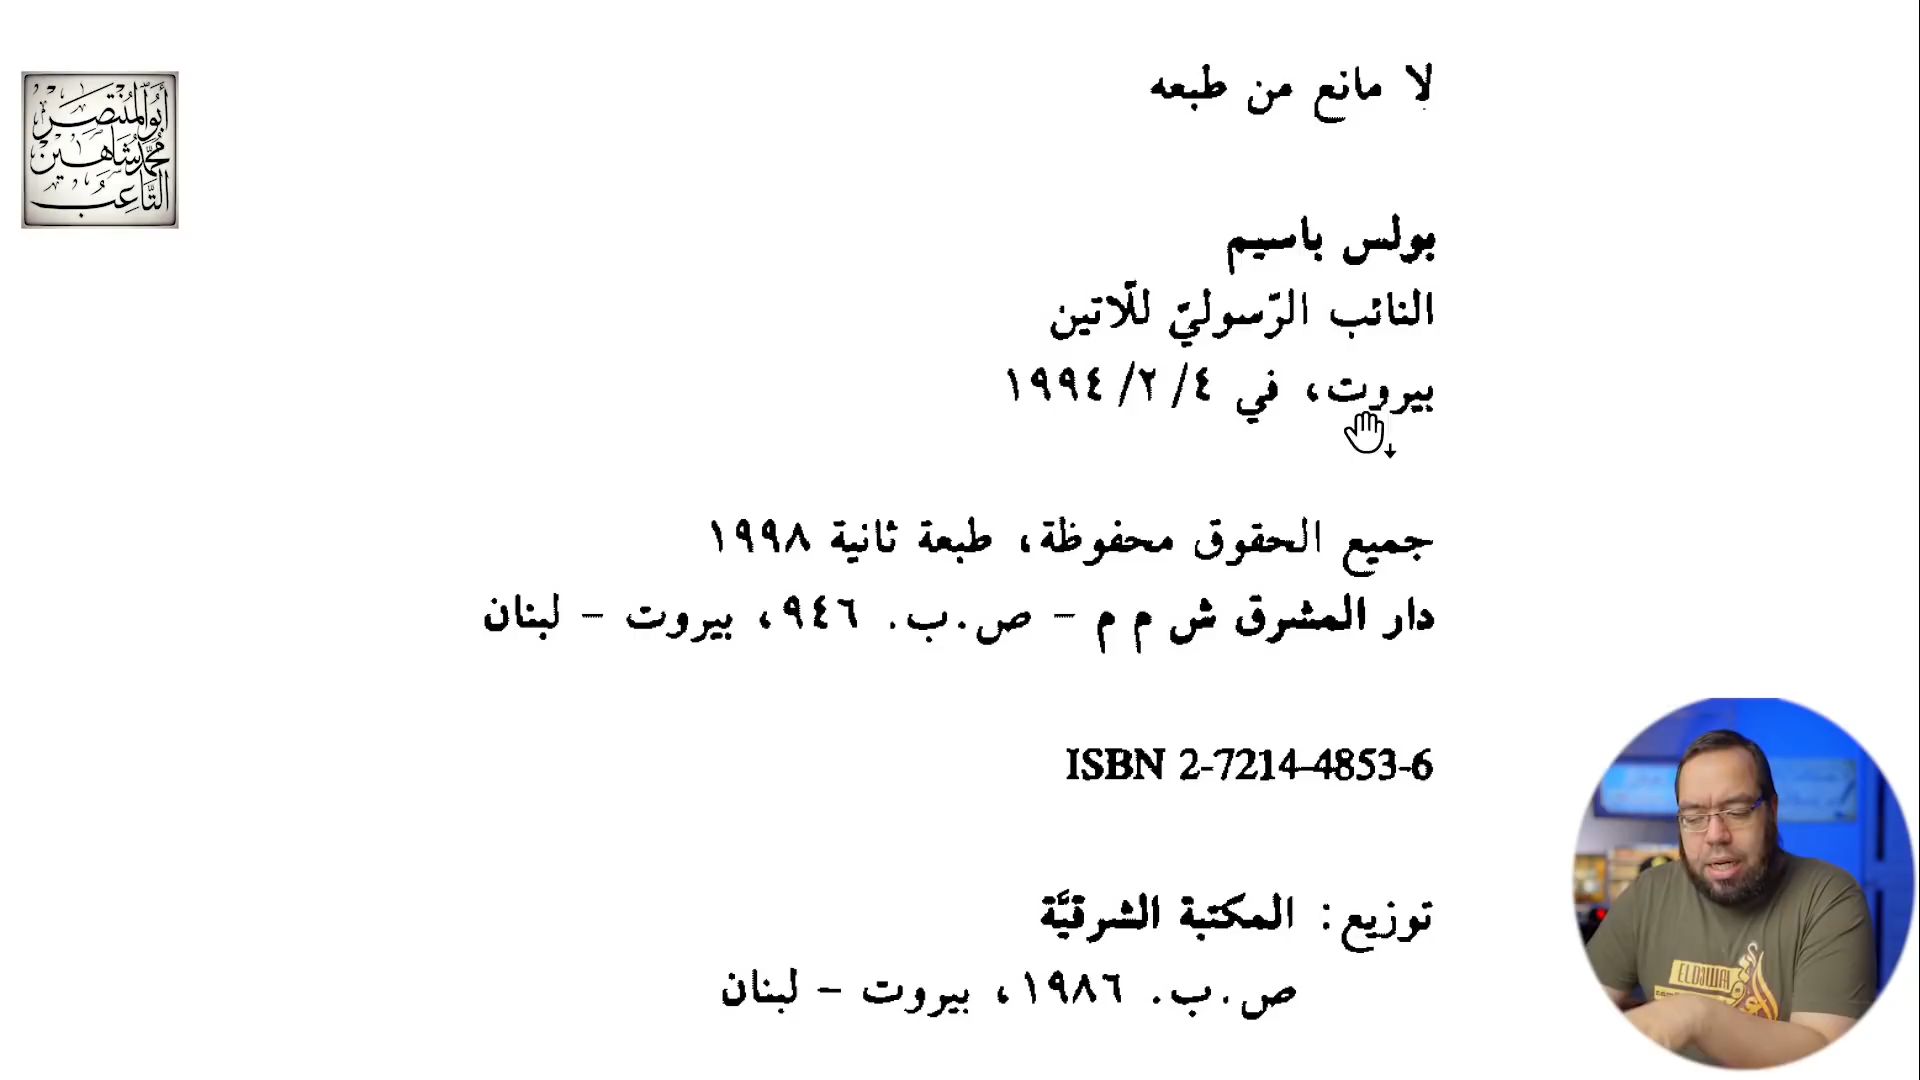 أبو المنتصر
محمد شاهين
التاعب
لا مانع من طبعه
بولس باسيم
النائب الرّسوليّ للّاتين
بيروت، في ٤/ ٢/ ١٩٩٤
جميع الحقوق محفوظة، طبعة ثانية ١٩٩٨
دار المشرق ش م م – ص.ب. ٩٤٦، بيروت – لبنان
ISBN 2-7214-4853-6
توزيع: المكتبة الشرقيَّة
ص.ب. ١٩٨٦، بيروت – لبنان
ELDAWAH